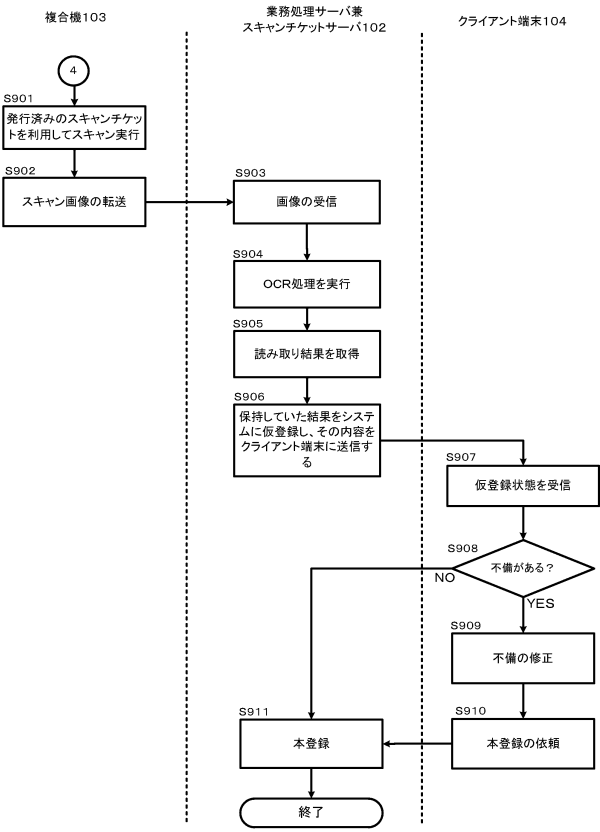 複合機103
業務処理サーバ兼
スキャンチケットサーバ102
クライアント端末104
4
S901
発行済みのスキャンチケッ
トを利用してスキャン実行
S902
スキャン画像の転送
S903
画像の受信
S904
OCR処理を実行
S905
読み取り結果を取得
S906
保持していた結果をシステ
ムに仮登録し、その内容を
クライアント端末に送信す
る
S907
仮登録状態を受信
S908
不備がある?
NO
YES
S909
不備の修正
S910
本登録の依頼
S911
本登録
終了